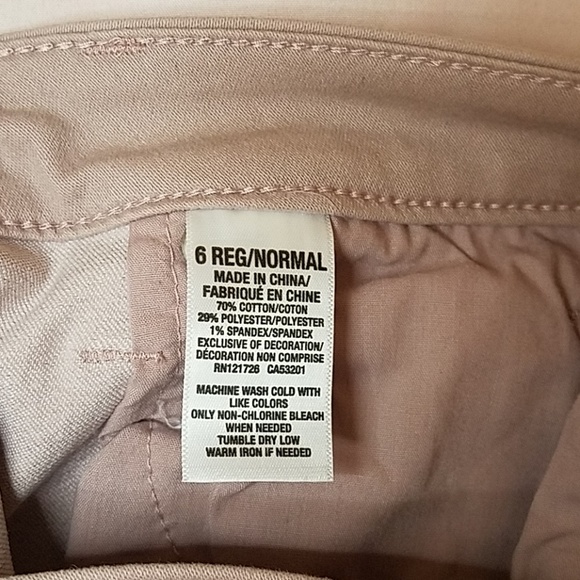 6 REG/NORMAL
MADE IN CHINA/
FABRIQUÉ EN CHINE
70% COTTON/COTON
29% POLYESTER/POLYESTER
1% SPANDEX/SPANDEX
EXCLUSIVE OF DECORATION/
DÉCORATION NON COMPRISE
RN121726 CA53201
MACHINE WASH COLD WITH
LIKE COLORS
ONLY NON-CHLORINE BLEACH
WHEN NEEDED
TUMBLE DRY LOW
WARM IRON IF NEEDED